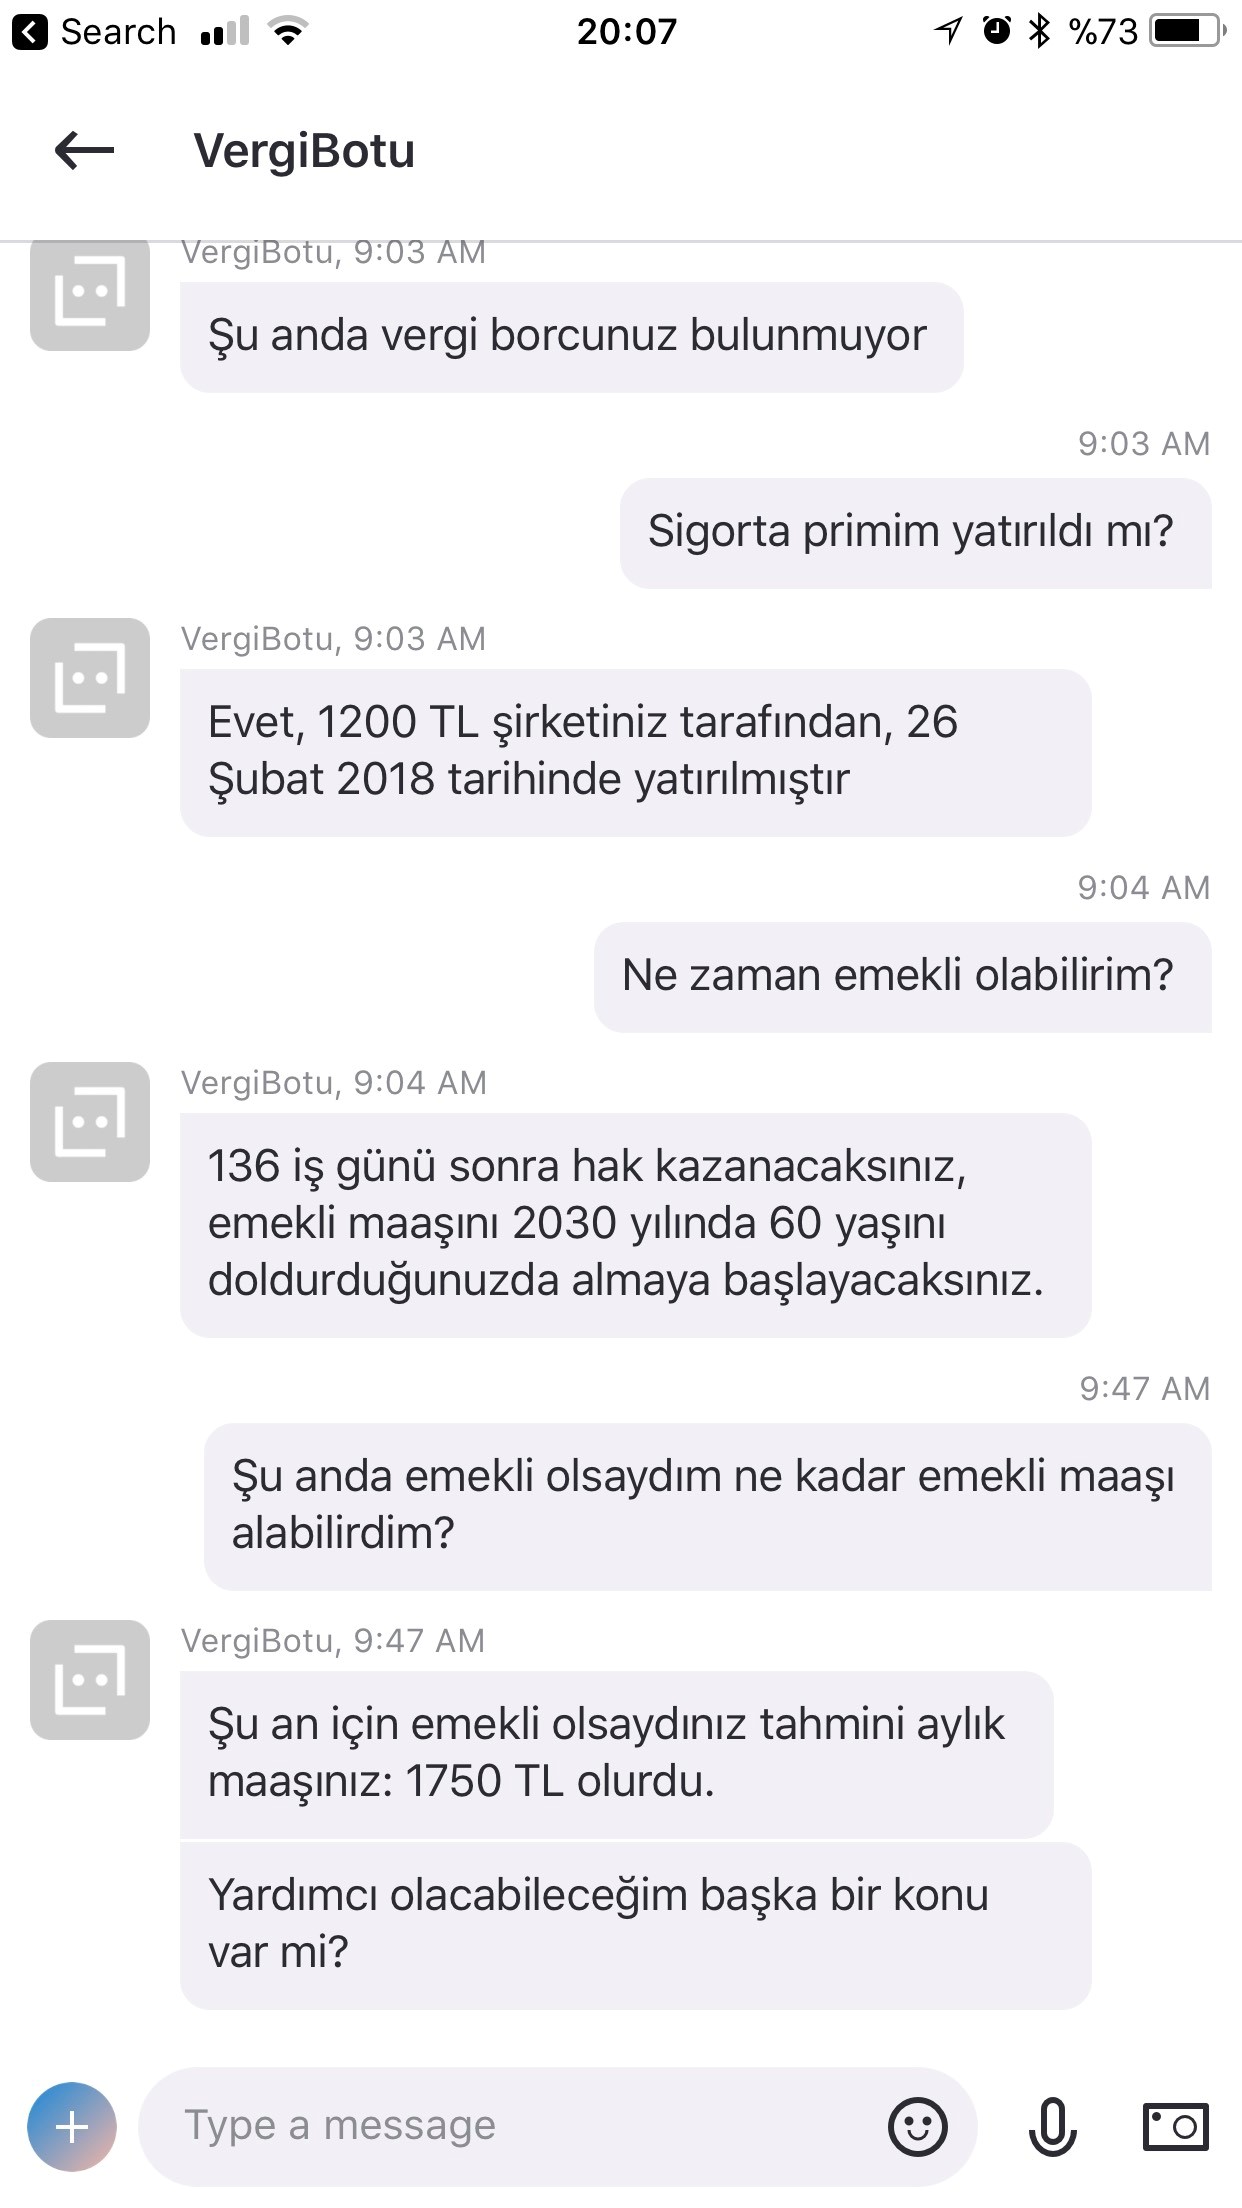 Search
20:07
%73
VergiBotu
VergiBotu, 9:03 AM
Şu anda vergi borcunuz bulunmuyor
9:03 AM
Sigorta primim yatırıldı mı?
VergiBotu, 9:03 AM
Evet, 1200 TL şirketiniz tarafından, 26
Şubat 2018 tarihinde yatırılmıştır
9:04 AM
Ne zaman emekli olabilirim?
VergiBotu, 9:04 AM
136 iş günü sonra hak kazanacaksınız,
emekli maaşını 2030 yılında 60 yaşını
doldurduğunuzda almaya başlayacaksınız.
9:47 AM
Şu anda emekli olsaydım ne kadar emekli maaşı
alabilirdim?
VergiBotu, 9:47 AM
Şu an için emekli olsaydınız tahmini aylık
maaşınız: 1750 TL olurdu.
Yardımcı olacabileceğim başka bir konu
var mi?
Type a message